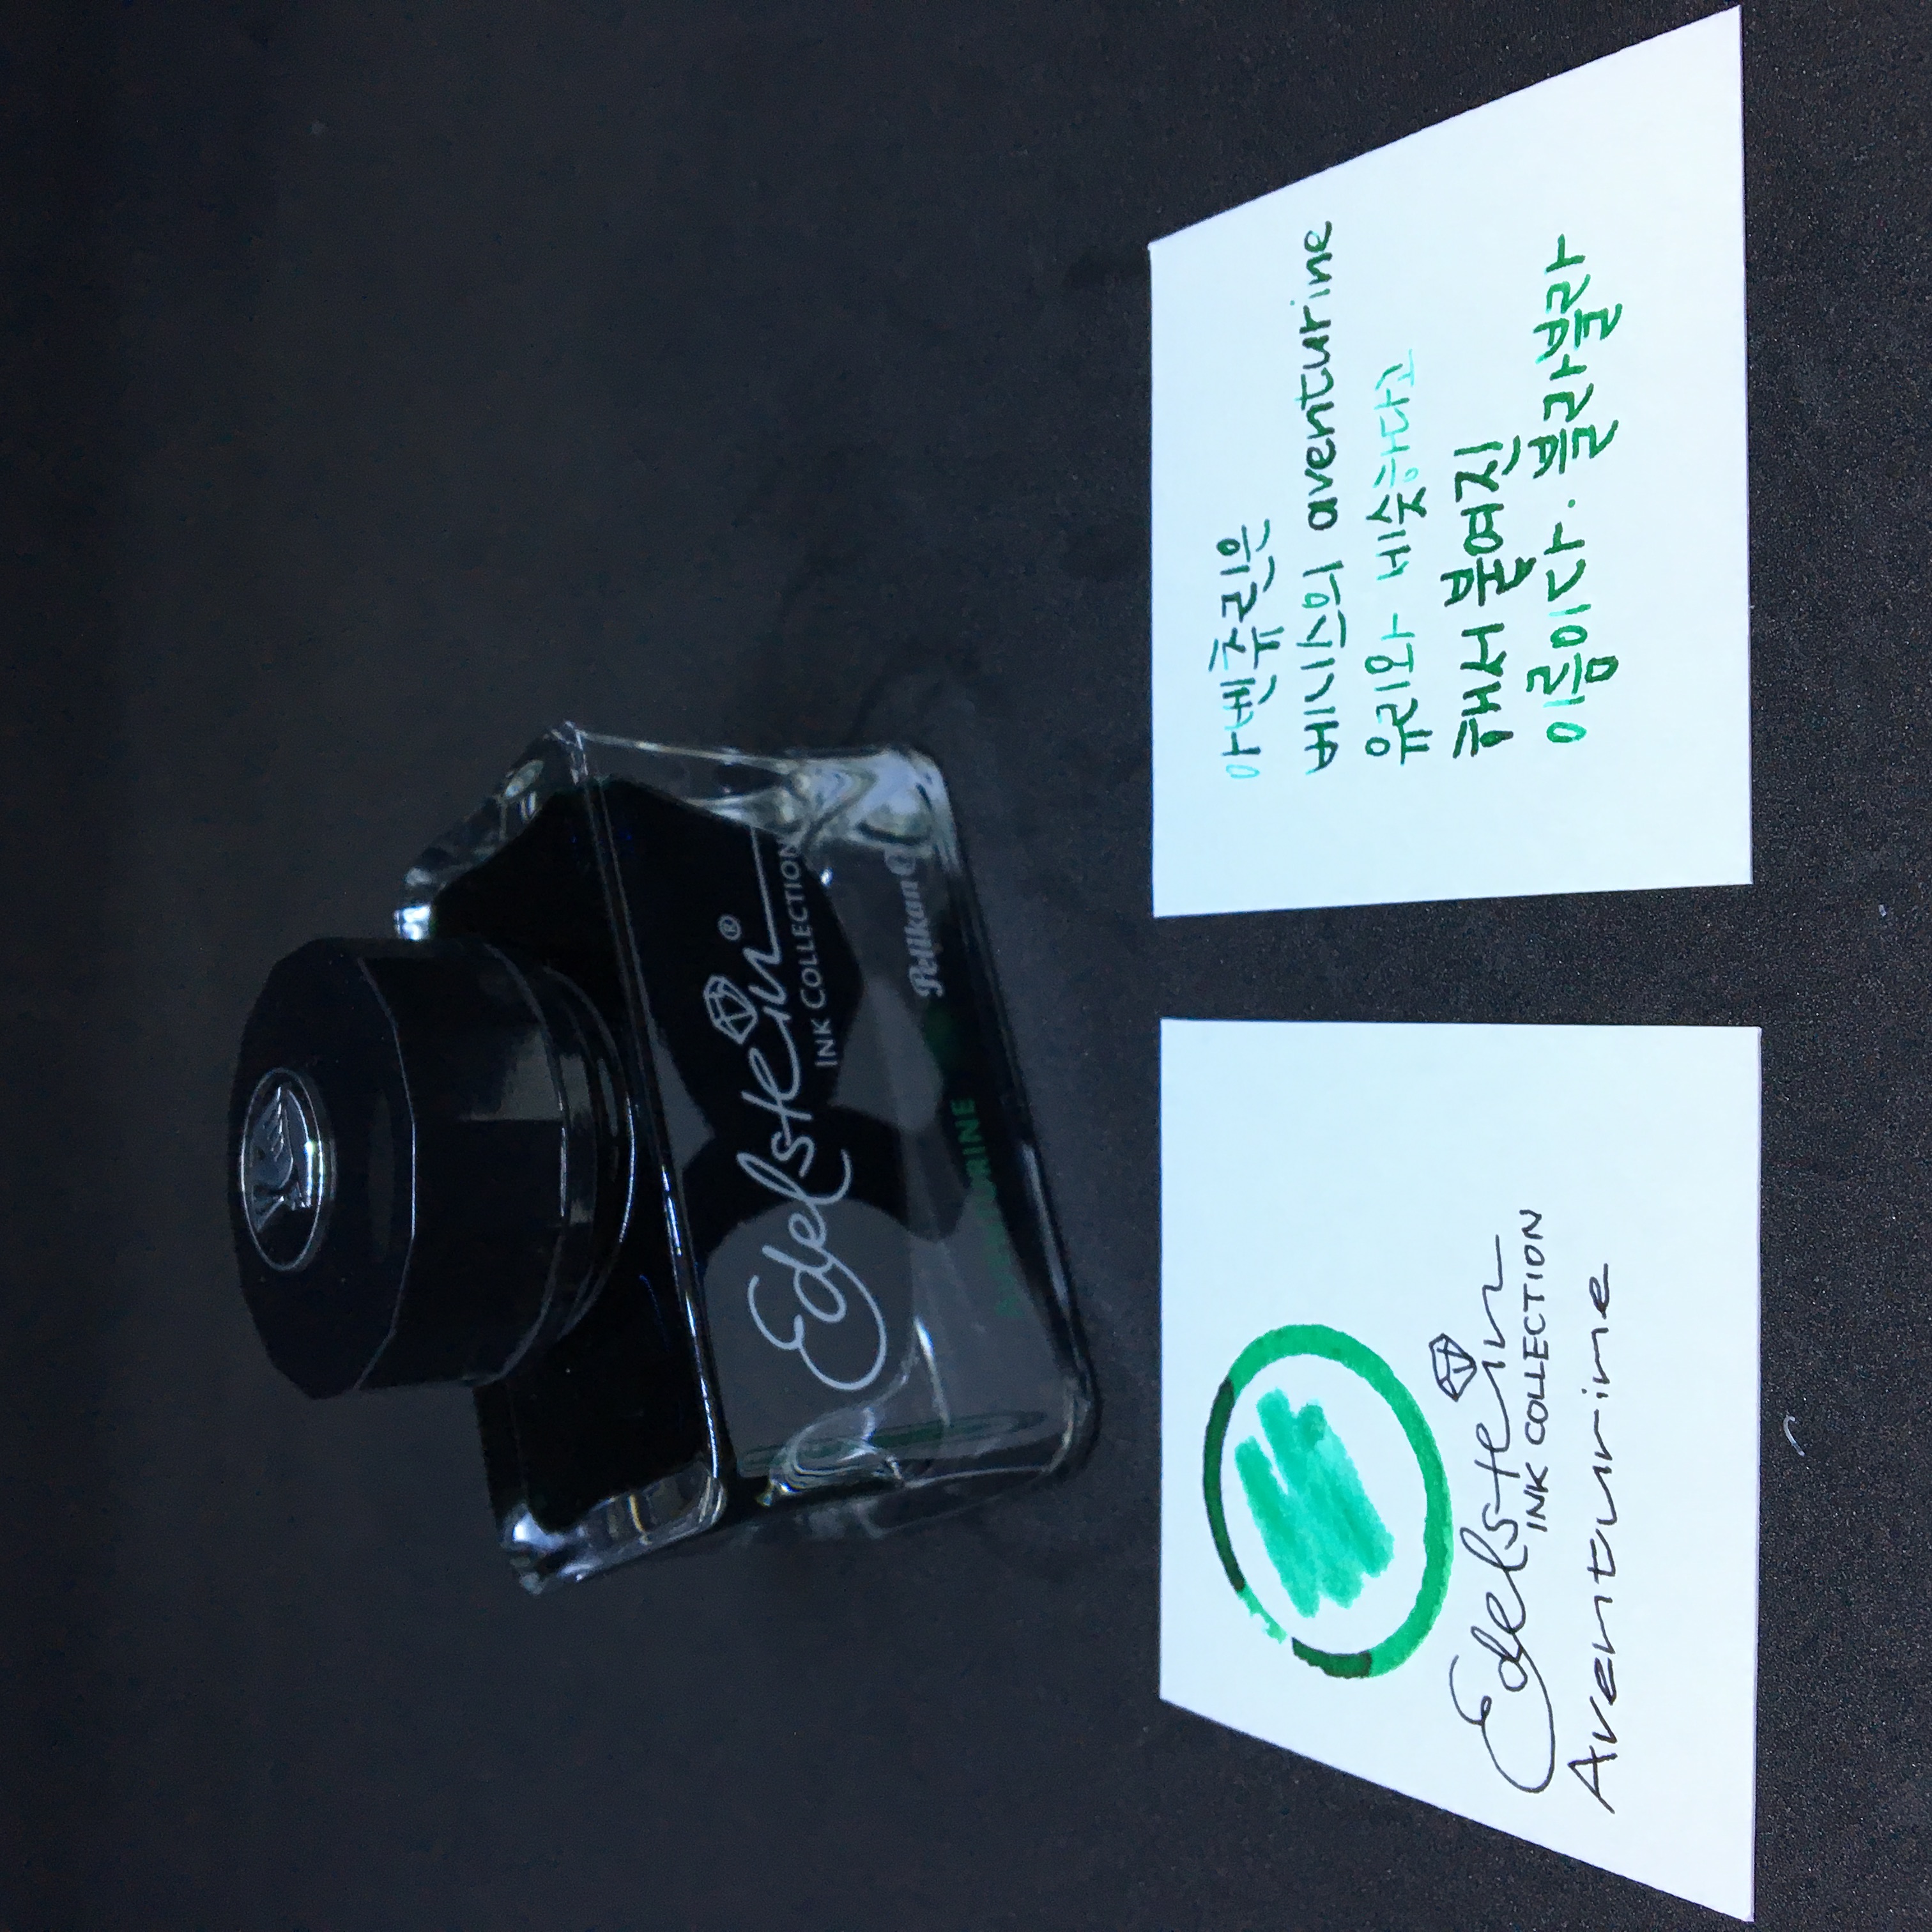 Edelstein®
INK COLLECTION
Pelikan
AVENTURINE
Edelstein
INK COLLECTION
Aventurine
아벤츄린은
베니스의 aventurine
유리와 세슷하다고
해서 붙여진
이름이다. 블라블라